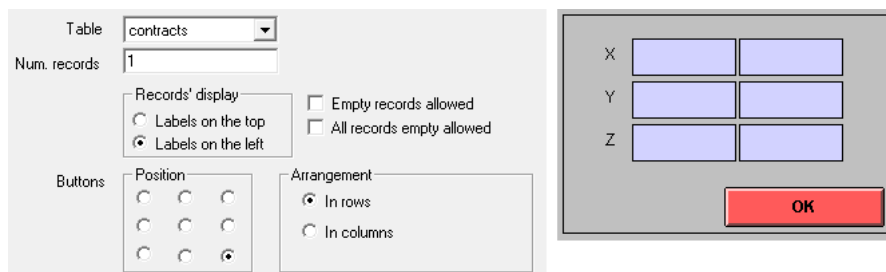 Table contracts
Num. records 1
Records' display
Labels on the top
Labels on the left
Empty records allowed
All records empty allowed
Buttons
Position
Arrangement
In rows
In columns
X
Y
Z
OK